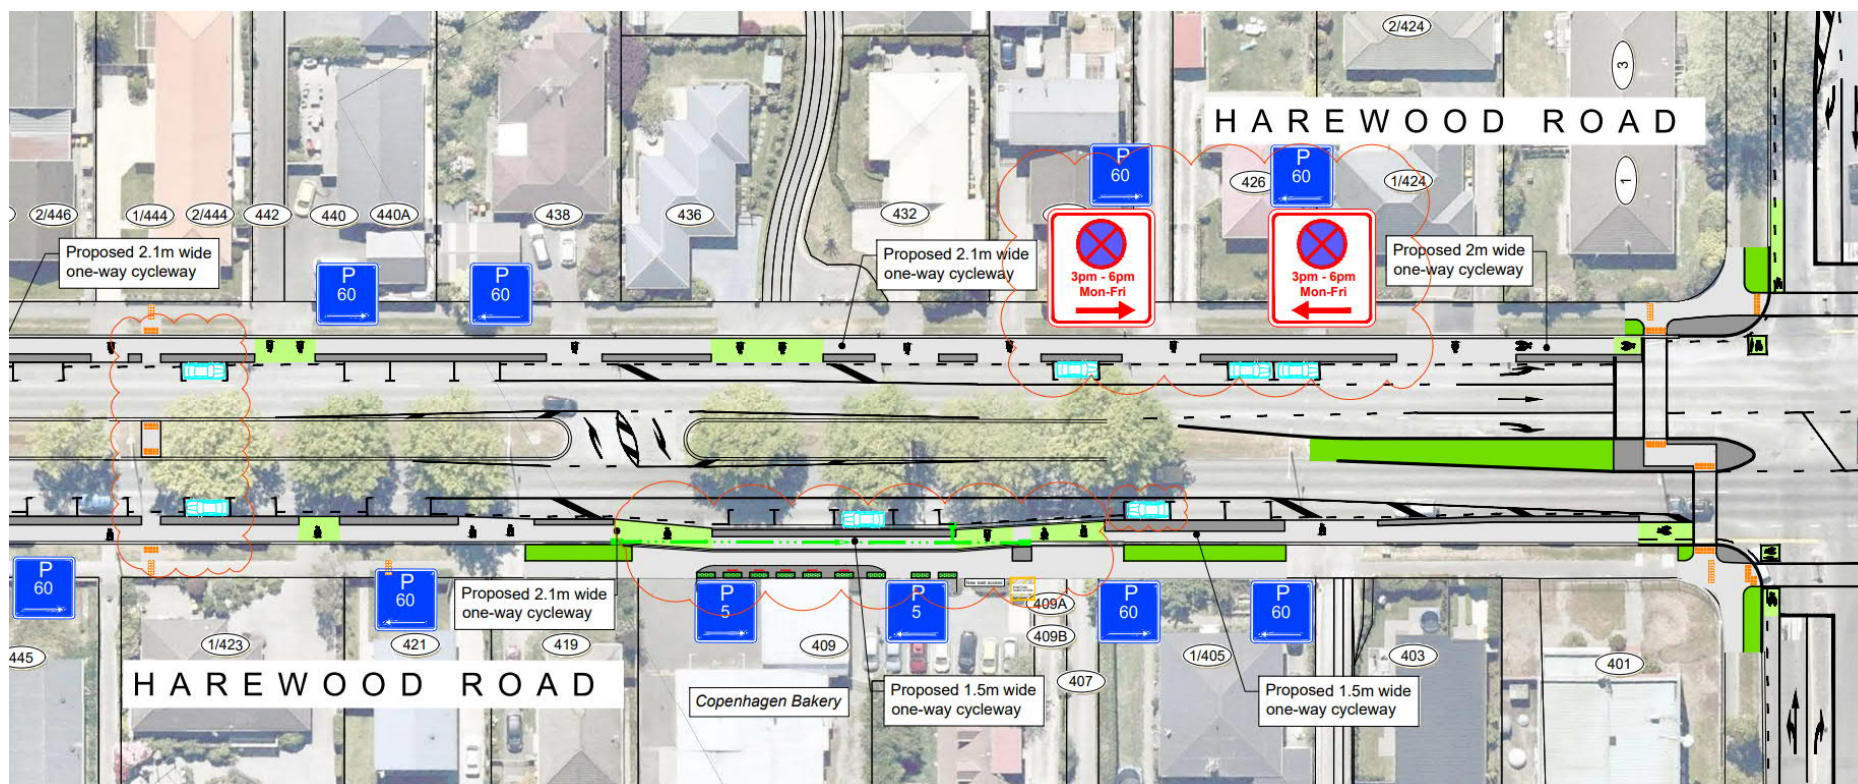 2/424
3
HAREWOOD ROAD
P
60
P
60
426
1/424
1
2/446
1/444
2/444
442
440
440A
438
436
432
Proposed 2.1m wide
one-way cycleway
P
60
P
60
Proposed 2.1m wide
one-way cycleway
3pm - 6pm
Mon-Fri
3pm - 6pm
Mon-Fri
Proposed 2m wide
one-way cycleway
P
60
P
60
Proposed 2.1m wide
one-way cycleway
P
5
P
5
409A
P
60
P
60
445
1/423
421
419
409
409B
407
1/405
403
401
HAREWOOD ROAD
Copenhagen Bakery
Proposed 1.5m wide
one-way cycleway
Proposed 1.5m wide
one-way cycleway